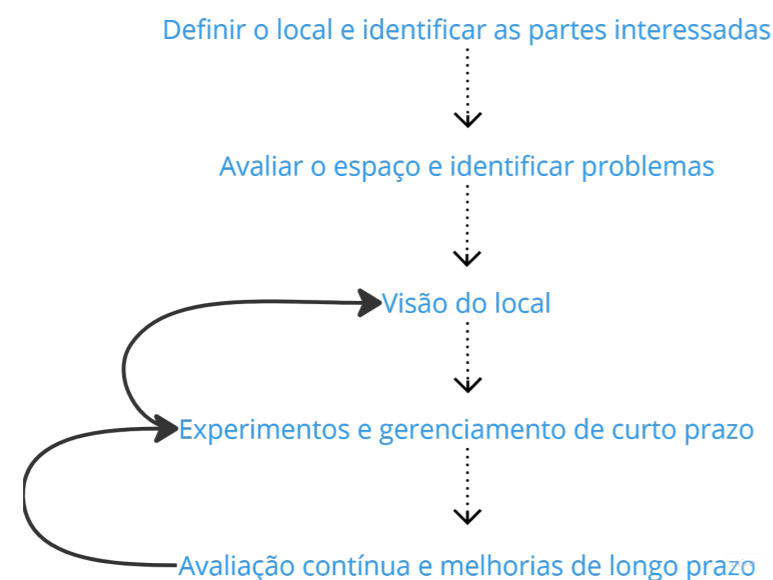 Definir o local e identificar as partes interessadas
Avaliar o espaço e identificar problemas
Visão do local
Experimentos e gerenciamento de curto prazo
Avaliação contínua e melhorias de longo prazo